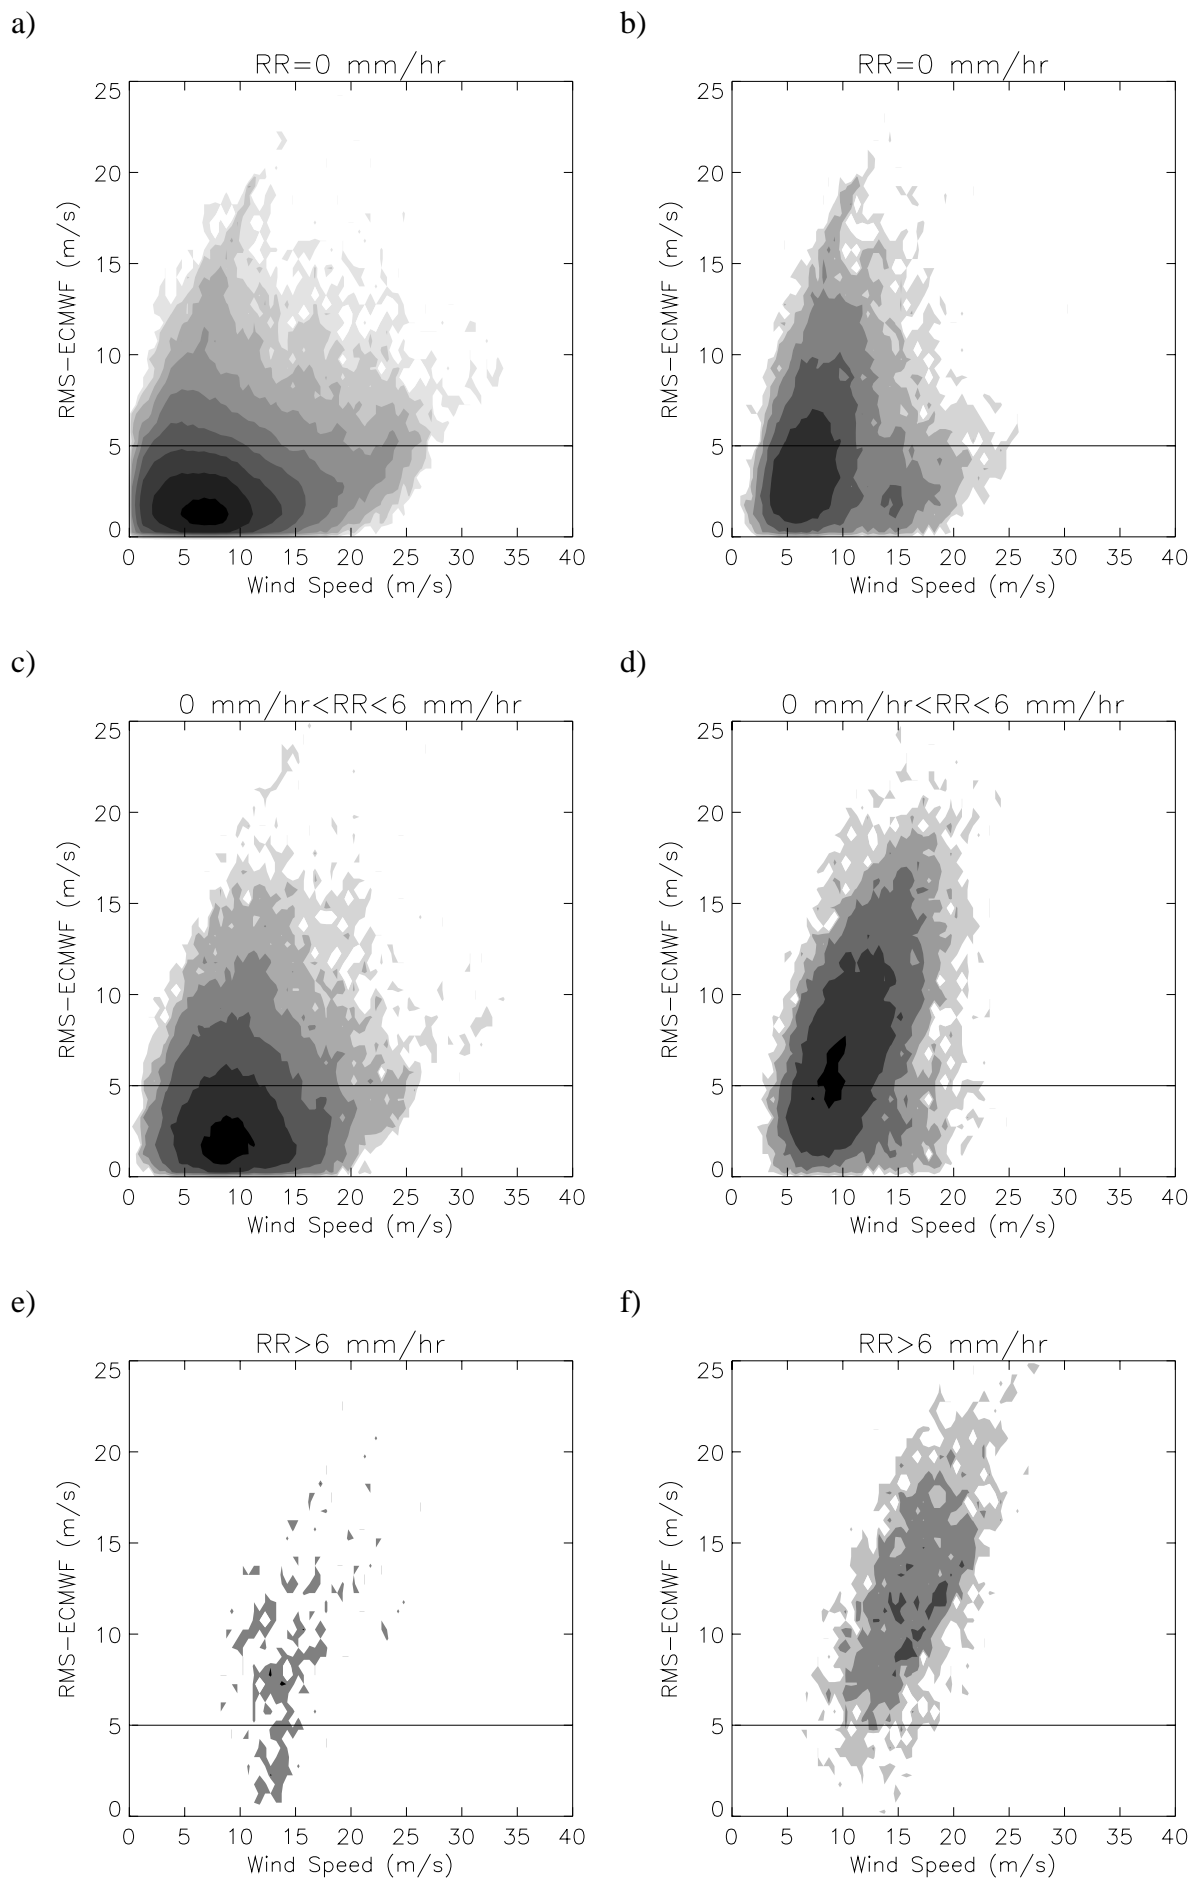 a)
RR=0 mm/hr
25
20
15
10
5
0
RMS-ECMWF (m/s)
0 5 10 15 20 25 30 35 40
Wind Speed (m/s)
b)
RR=0 mm/hr
25
20
15
10
5
0
RMS-ECMWF (m/s)
0 5 10 15 20 25 30 35 40
Wind Speed (m/s)
c)
0 mm/hr<RR<6 mm/hr
25
20
15
10
5
0
RMS-ECMWF (m/s)
0 5 10 15 20 25 30 35 40
Wind Speed (m/s)
d)
0 mm/hr<RR<6 mm/hr
25
20
15
10
5
0
RMS-ECMWF (m/s)
0 5 10 15 20 25 30 35 40
Wind Speed (m/s)
e)
RR>6 mm/hr
25
20
15
10
5
0
RMS-ECMWF (m/s)
0 5 10 15 20 25 30 35 40
Wind Speed (m/s)
f)
RR>6 mm/hr
25
20
15
10
5
0
RMS-ECMWF (m/s)
0 5 10 15 20 25 30 35 40
Wind Speed (m/s)